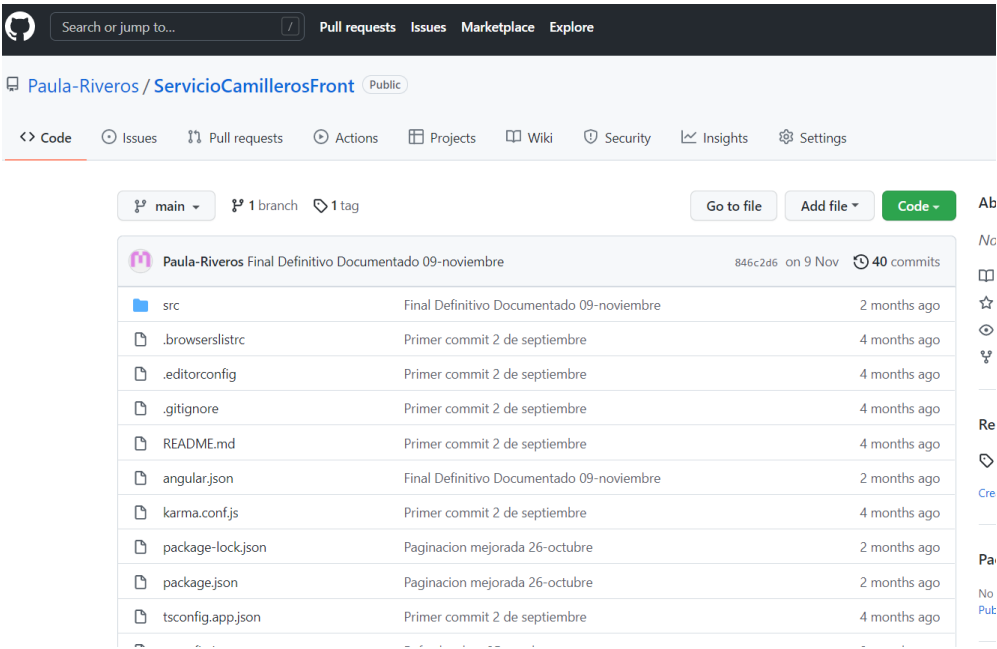 Search or jump to... /
Pull requests Issues Marketplace Explore
Paula-Riveros / ServicioCamillerosFront Public
<> Code Issues Pull requests Actions Projects Wiki Security Insights Settings
main 1 branch 1 tag Go to file Add file Code
Paula-Riveros Final Definitivo Documentado 09-noviembre 846c2d6 on 9 Nov 40 commits
src Final Definitivo Documentado 09-noviembre 2 months ago
.browserslistrc Primer commit 2 de septiembre 4 months ago
.editorconfig Primer commit 2 de septiembre 4 months ago
.gitignore Primer commit 2 de septiembre 4 months ago
README.md Primer commit 2 de septiembre 4 months ago
angular.json Final Definitivo Documentado 09-noviembre 2 months ago
karma.conf.js Primer commit 2 de septiembre 4 months ago
package-lock.json Paginacion mejorada 26-octubre 2 months ago
package.json Paginacion mejorada 26-octubre 2 months ago
tsconfig.app.json Primer commit 2 de septiembre 4 months ago
Ab
No
Re
Cre
Pa
No
Pub